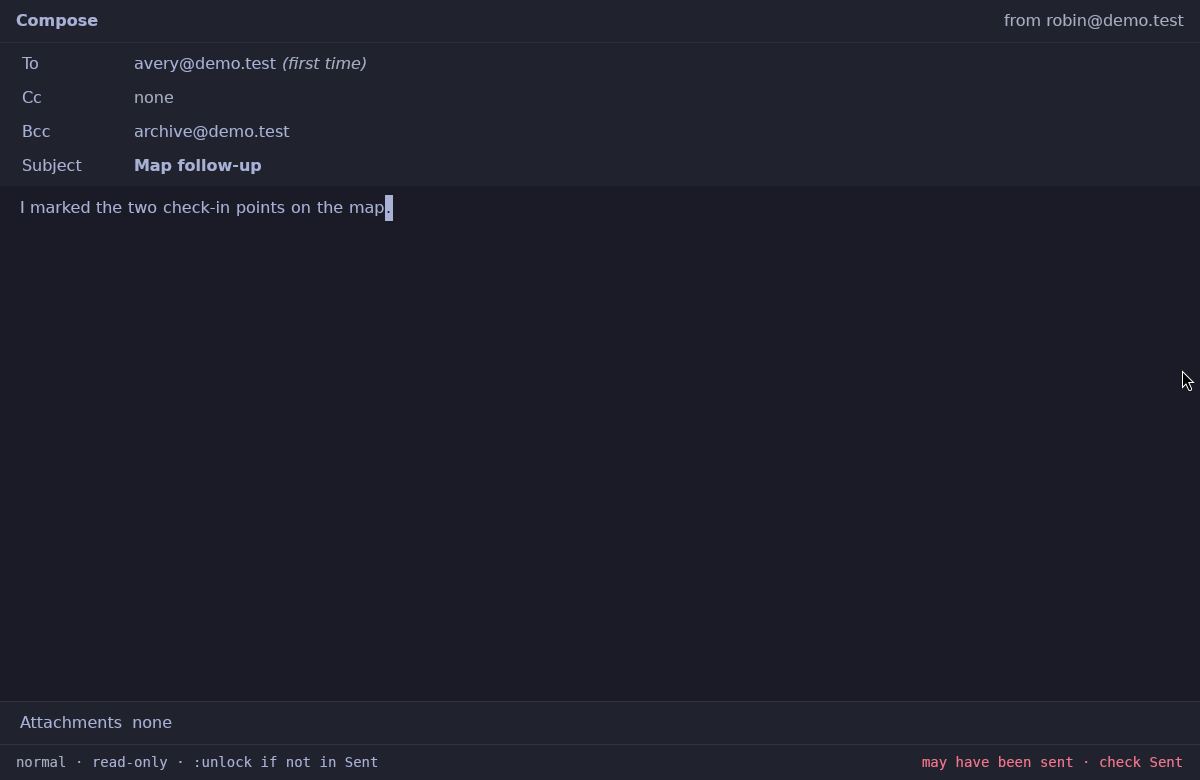 Compose from robin@demo.test
To avery@demo.test (first time)
Cc none
Bcc archive@demo.test
Subject Map follow-up
I marked the two check-in points on the map.
Attachments none
normal · read-only · :unlock if not in Sent may have been sent · check Sent